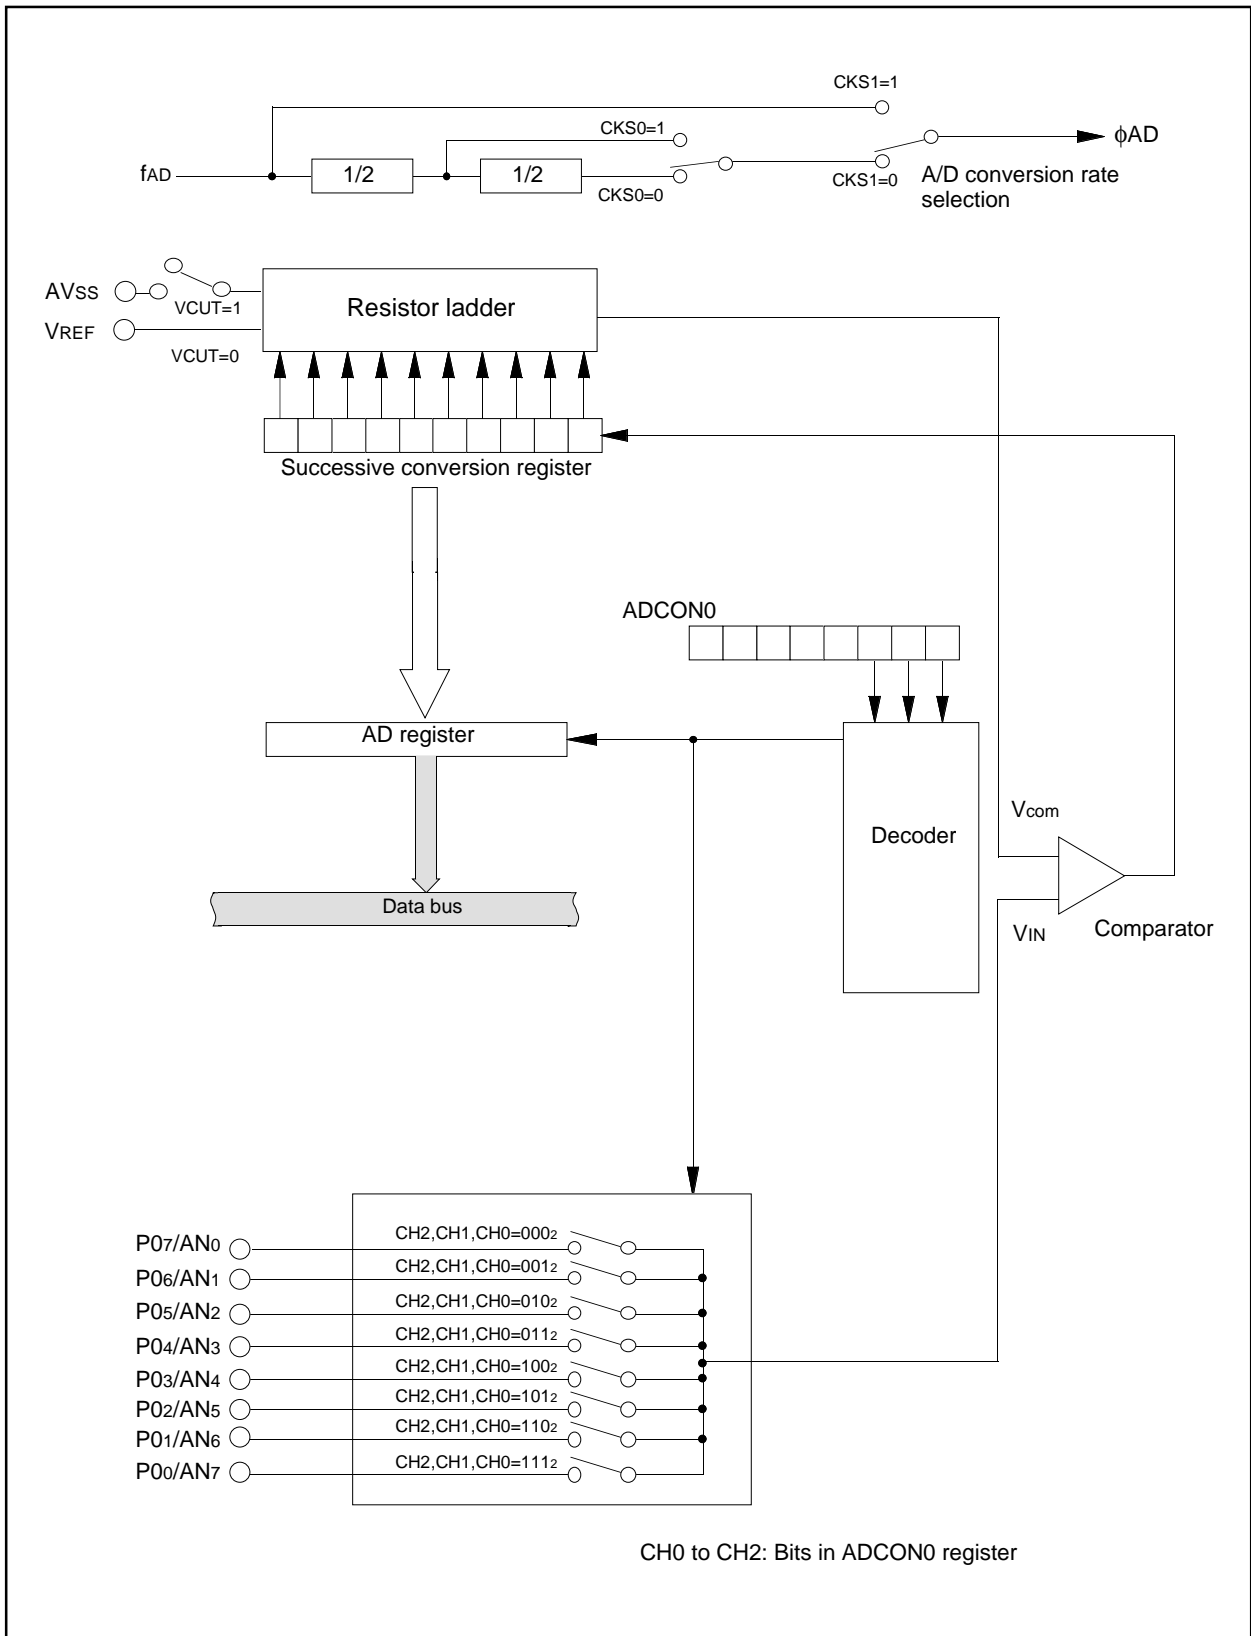 CKS1=1
CKS0=1
φAD
fAD
1/2
1/2
CKS0=0
CKS1=0
A/D conversion rate
selection
AVss
VCUT=1
Resistor ladder
VREF
VCUT=0
Successive conversion register
ADCON0
AD register
Vcom
Decoder
Data bus
VIN
Comparator
P07/AN0
CH2,CH1,CH0=0002
P06/AN1
CH2,CH1,CH0=0012
P05/AN2
CH2,CH1,CH0=0102
P04/AN3
CH2,CH1,CH0=0112
P03/AN4
CH2,CH1,CH0=1002
P02/AN5
CH2,CH1,CH0=1012
P01/AN6
CH2,CH1,CH0=1102
P00/AN7
CH2,CH1,CH0=1112
CH0 to CH2: Bits in ADCON0 register